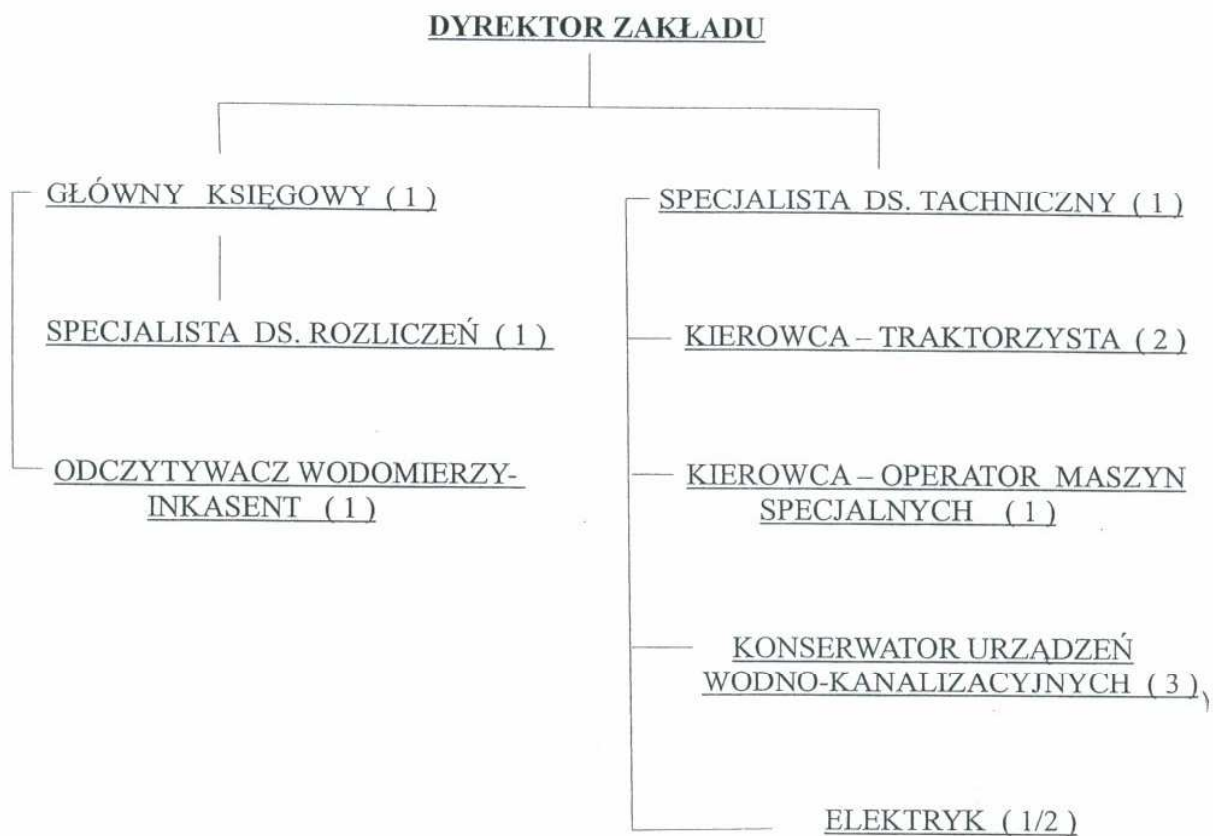 DYREKTOR ZAKŁADU
GŁÓWNY KSIĘGOWY ( 1 )
SPECJALISTA DS. ROZLICZEŃ ( 1 )
ODCZYTYWACZ WODOMIERZY-
INKASENT ( 1 )
SPECJALISTA DS. TACHNICZNY ( 1 )
KIEROWCA – TRAKTORZYSTA ( 2 )
KIEROWCA – OPERATOR MASZYN
SPECJALNYCH ( 1 )
KONSERWATOR URZĄDZEŃ
WODNO-KANALIZACYJNYCH ( 3 )
ELEKTRYK ( 1/2 )